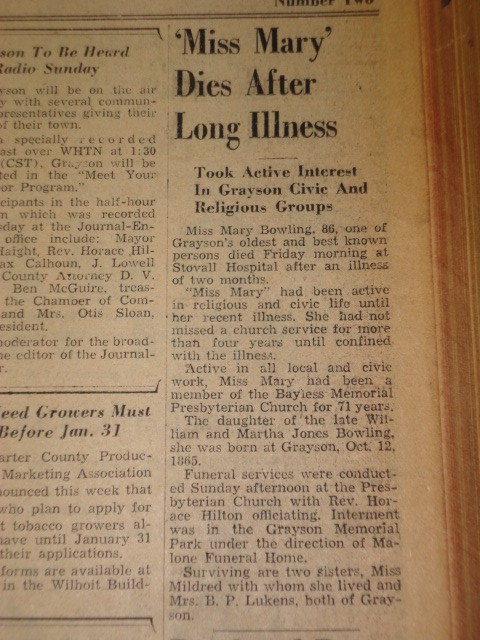 Number Two
son To Be Heard
Radio Sunday
yson will be on the air
y with several commun-
presentatives giving their
f their town.
a specially recorded
ast over WHTN at 1:30
(CST), Grayson will be
ted in the "Meet Your
or Program."
cipants in the half-hour
n which was recorded
sday at the Journal-En-
office include: Mayor
Haight, Rev. Horace Hil-
ax Calhoun, J. Lowell
County Attorney D. V.
Ben McGuire, treas-
the Chamber of Com-
and Mrs. Otis Sloan,
esident.
moderator for the broad-
e editor of the Journal-
r.
eed Growers Must
Before Jan. 31
arter County Produc-
Marketing Association
nounced this week that
who plan to apply for
t tobacco growers al-
have until January 31
their applications.
forms are available at
in the Wilhoit Build-
'Miss Mary'
Dies After
Long Illness
Took Active Interest
In Grayson Civic And
Religious Groups
Miss Mary Bowling, 86, one of
Grayson's oldest and best known
persons died Friday morning at
Stovall Hospital after an illness
of two months.
"Miss Mary" had been active
in religious and civic life until
her recent illness. She had not
missed a church service for more
than four years until confined
with the illness.
Active in all local and civic
work, Miss Mary had been a
member of the Bayless Memorial
Presbyterian Church for 71 years.
The daughter of the late Wil-
liam and Martha Jones Bowling,
she was born at Grayson, Oct. 12,
1865.
Funeral services were conduct-
ed Sunday afternoon at the Pres-
byterian Church with Rev. Hor-
ace Hilton officiating. Interment
was in the Grayson Memorial
Park under the direction of Ma-
lone Funeral Home.
Surviving are two sisters, Miss
Mildred with whom she lived and
Mrs. B. P. Lukens, both of Gray-
son.